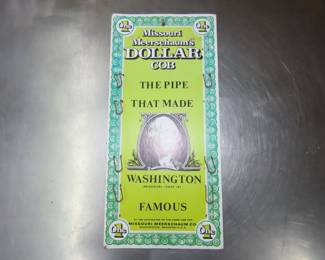 Missouri
Meerschaum's
DOLLAR
COB
THE PIPE
THAT MADE
WASHINGTON
FAMOUS
MISSOURI MEERSCHAUM CO.